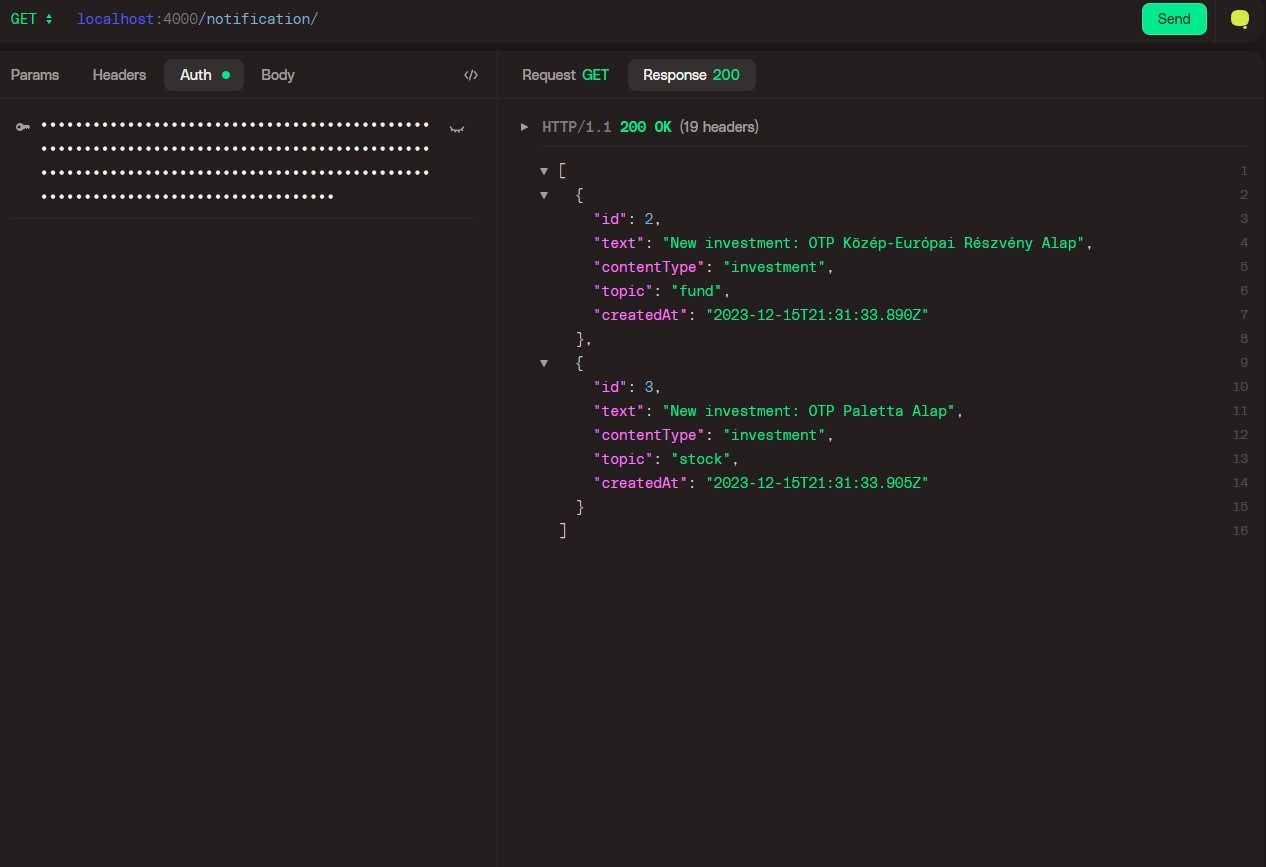 GET localhost:4000/notification/ Send
Params Headers Auth Body </> Request GET Response 200
HTTP/1.1 200 OK (19 headers)
[ 1
{ 2
"id": 2, 3
"text": "New investment: OTP Közép-Európai Részvény Alap", 4
"contentType": "investment", 5
"topic": "fund", 6
"createdAt": "2023-12-15T21:31:33.890Z" 7
}, 8
{ 9
"id": 3, 10
"text": "New investment: OTP Paletta Alap", 11
"contentType": "investment", 12
"topic": "stock", 13
"createdAt": "2023-12-15T21:31:33.905Z" 14
} 15
] 16